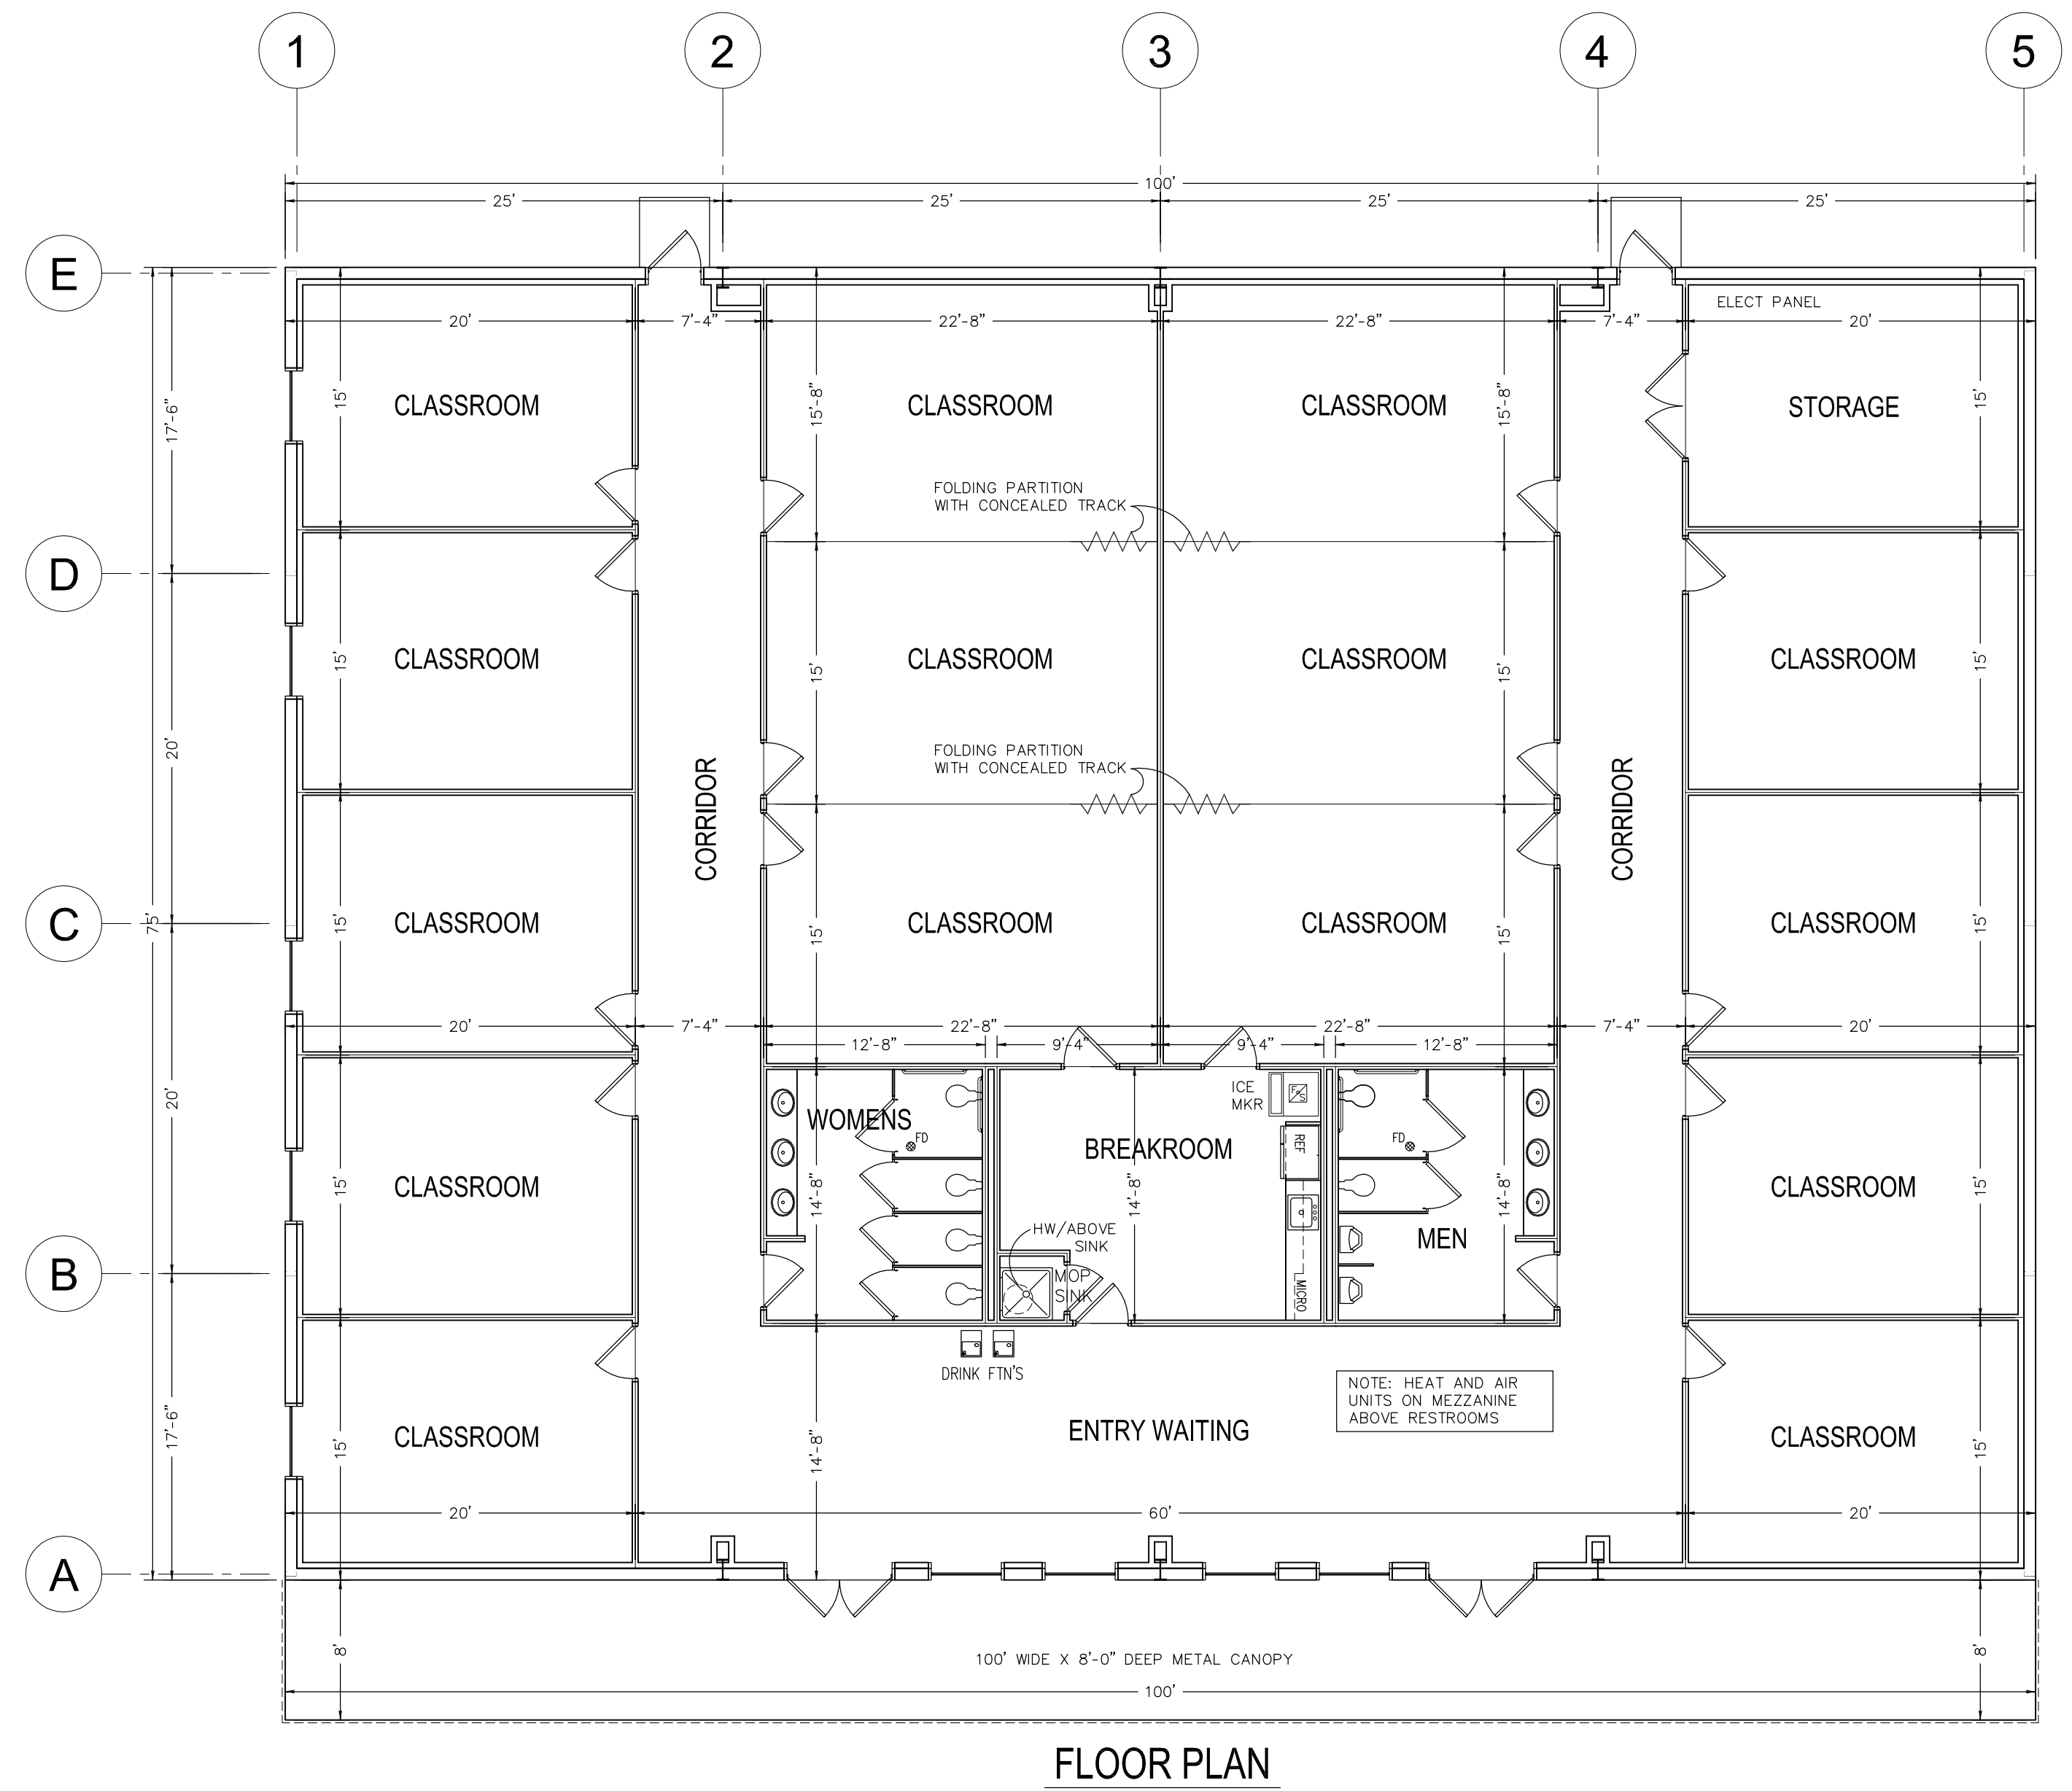 1 2 3 4 5
100'
25' 25' 25' 25'
E
ELECT PANEL
20' 7'-4" 22'-8" 22'-8" 7'-4" 20'
17'-6" 15' 15'-8" 15'-8" 15'
CLASSROOM CLASSROOM CLASSROOM STORAGE
FOLDING PARTITION
WITH CONCEALED TRACK
D
15' 15' 15' 15'
CLASSROOM CLASSROOM CLASSROOM CLASSROOM
20'
FOLDING PARTITION
WITH CONCEALED TRACK
CORRIDOR CORRIDOR
C
75'
15' 15' 15' 15'
CLASSROOM CLASSROOM CLASSROOM CLASSROOM
20' 7'-4" 22'-8" 22'-8" 7'-4" 20'
12'-8" 9'-4" 9'-4" 12'-8"
20'
ICE
MKR
F S
WOMENS
FD
BREAKROOM
REF
FD
15' 14'-8" 14'-8" 14'-8" 15'
CLASSROOM CLASSROOM
HW/ABOVE
SINK
MEN
B
MOP
SINK
MICRO
DRINK FTN'S
NOTE: HEAT AND AIR
UNITS ON MEZZANINE
ABOVE RESTROOMS
17'-6" 15' 14'-8" 15'
CLASSROOM ENTRY WAITING CLASSROOM
20' 60' 20'
A
8' 8'
100' WIDE X 8'-0" DEEP METAL CANOPY
100'
FLOOR PLAN